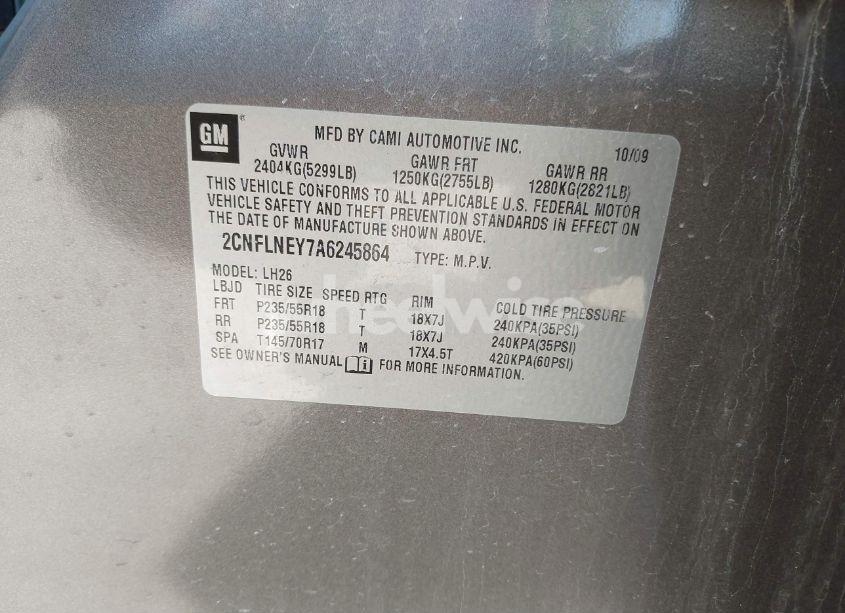 GM
®
MFD BY CAMI AUTOMOTIVE INC. 10/09
GVWR GAWR FRT GAWR RR
2404KG(5299LB) 1250KG(2755LB) 1280KG(2821LB)
THIS VEHICLE CONFORMS TO ALL APPLICABLE U.S. FEDERAL MOTOR
VEHICLE SAFETY AND THEFT PREVENTION STANDARDS IN EFFECT ON
THE DATE OF MANUFACTURE SHOWN ABOVE.
2CNFLNEY7A6245864 TYPE: M.P.V.
MODEL: LH26
LBJD TIRE SIZE SPEED RTG RIM COLD TIRE PRESSURE
FRT P235/55R18 T 18X7J 240KPA(35PSI)
RR P235/55R18 T 18X7J 240KPA(35PSI)
SPA T145/70R17 M 17X4.5T 420KPA(60PSI)
SEE OWNER'S MANUAL FOR MORE INFORMATION.